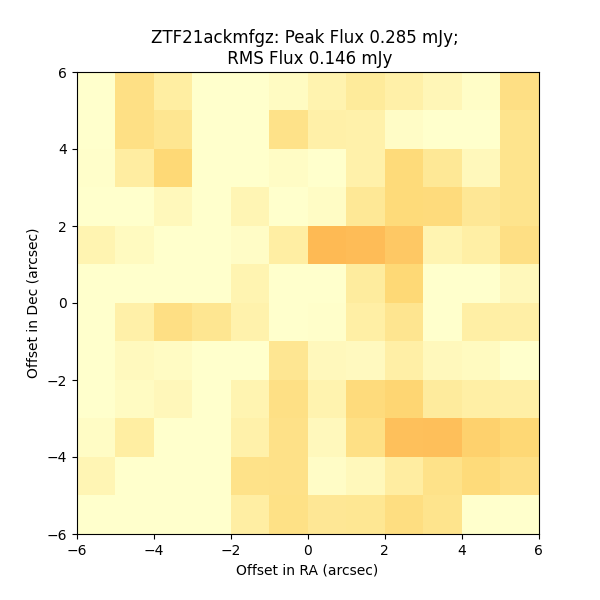 ZTF21ackmfgz: Peak Flux 0.285 mJy;
RMS Flux 0.146 mJy
6
4
2
0
−2
−4
−6
Offset in Dec (arcsec)
−6 −4 −2 0 2 4 6
Offset in RA (arcsec)